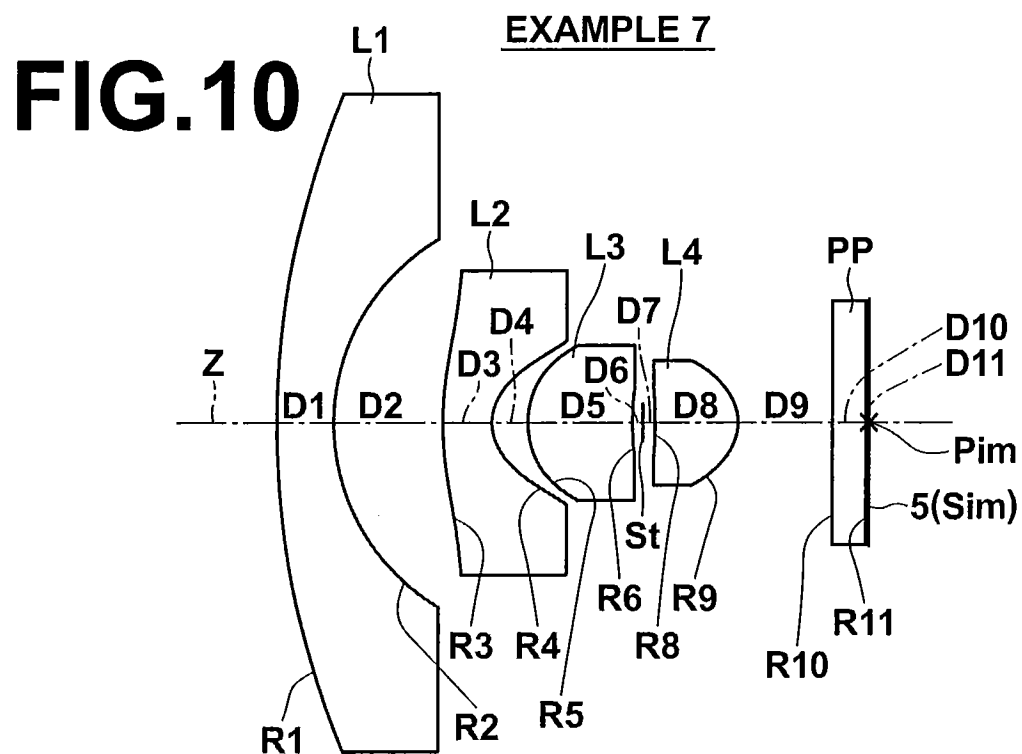 EXAMPLE 7
FIG.10
L1
L2
L3
L4
PP
D7
D4
D10
D3
D6
D11
Z
D1
D2
D5
D8
D9
Pim
5(Sim)
St
R6
R9
R3
R4
R8
R11
R10
R2
R5
R1